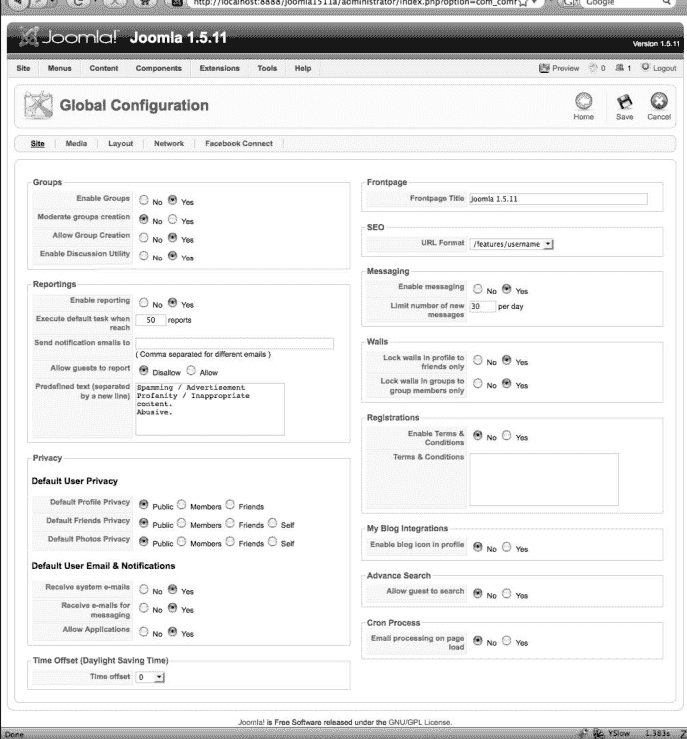 http://localhost:8888/joomla1511a/administrator/index.php?option=com_comr
Google
Joomla! Joomla 1.5.11
Version 1.5.11
Site Menus Content Components Extensions Tools Help
Preview 0 1 Logout
Global Configuration
Home Save Cancel
Site Media Layout Network Facebook Connect
Groups
Enable Groups No Yes
Moderate groups creation No Yes
Allow Group Creation No Yes
Enable Discussion Utility No Yes
Reportings
Enable reporting No Yes
Execute default task when
reach 50 reports
Send notification emails to
( Comma separated for different emails )
Allow guests to report Disallow Allow
Predefined text (separated
by a new line)
Spamming / Advertisement
Profanity / Inappropriate
content.
Abusive.
Privacy
Default User Privacy
Default Profile Privacy Public Members Friends
Default Friends Privacy Public Members Friends Self
Default Photos Privacy Public Members Friends Self
Default User Email & Notifications
Receive system e-mails No Yes
Receive e-mails for
messaging No Yes
Allow Applications No Yes
Time Offset (Daylight Saving Time)
Time offset 0
Frontpage
Frontpage Title Joomla 1.5.11
SEO
URL Format /features/username
Messaging
Enable messaging No Yes
Limit number of new
messages 30 per day
Walls
Lock walls in profile to
friends only No Yes
Lock walls in groups to
group members only No Yes
Registrations
Enable Terms &
Conditions No Yes
Terms & Conditions
My Blog Integrations
Enable blog icon in profile No Yes
Advance Search
Allow guest to search No Yes
Cron Process
Email processing on page
load No Yes
Joomla! is Free Software released under the GNU/GPL License.
Done
YSlow 1.383s